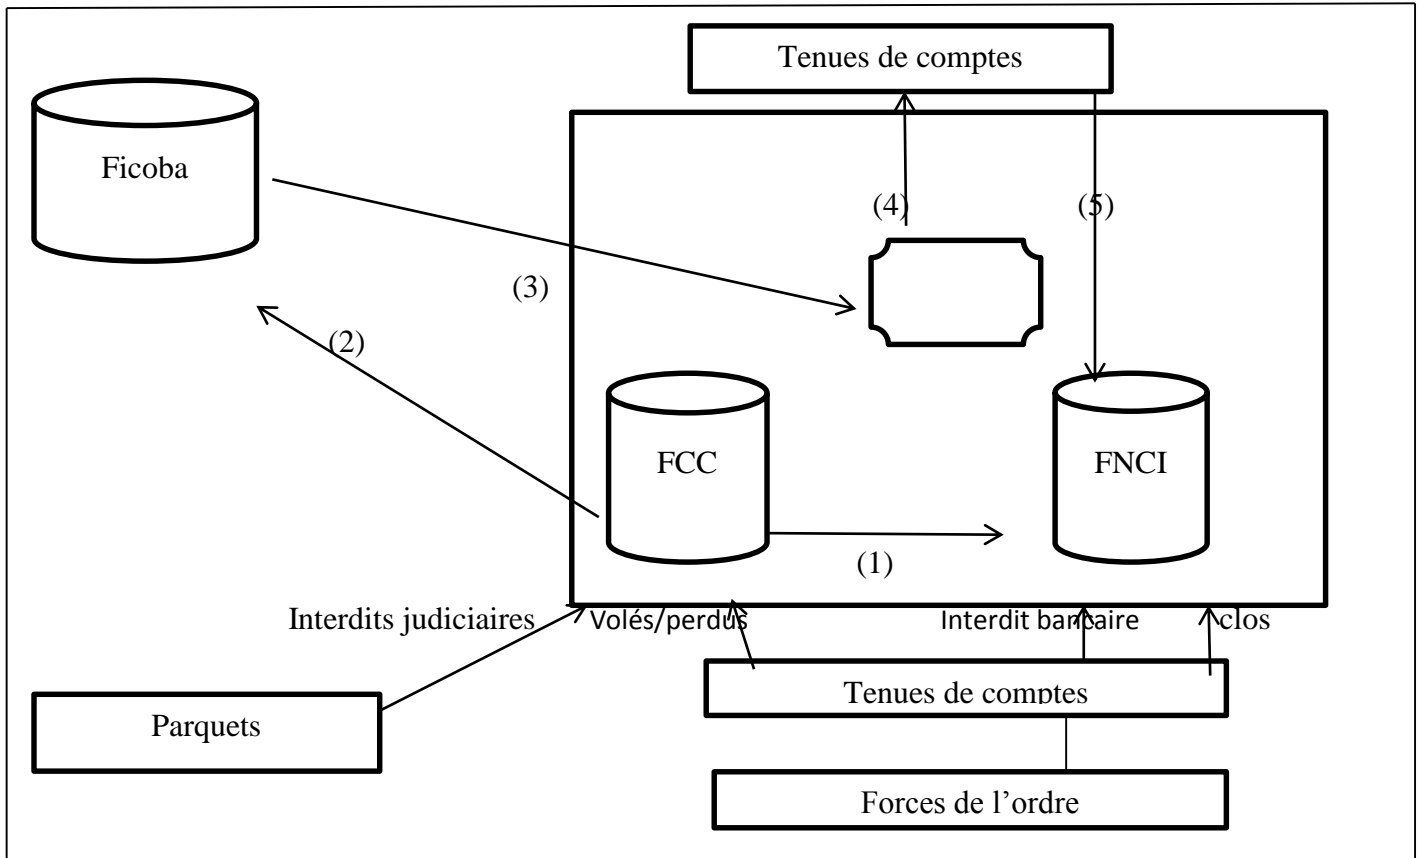 Tenues de comptes
Ficoba
(4)
(5)
(3)
(2)
FCC
FNCI
(1)
Interdits judiciaires
Volés/perdus
Interdit bancaire
clos
Tenues de comptes
Parquets
Forces de l’ordre